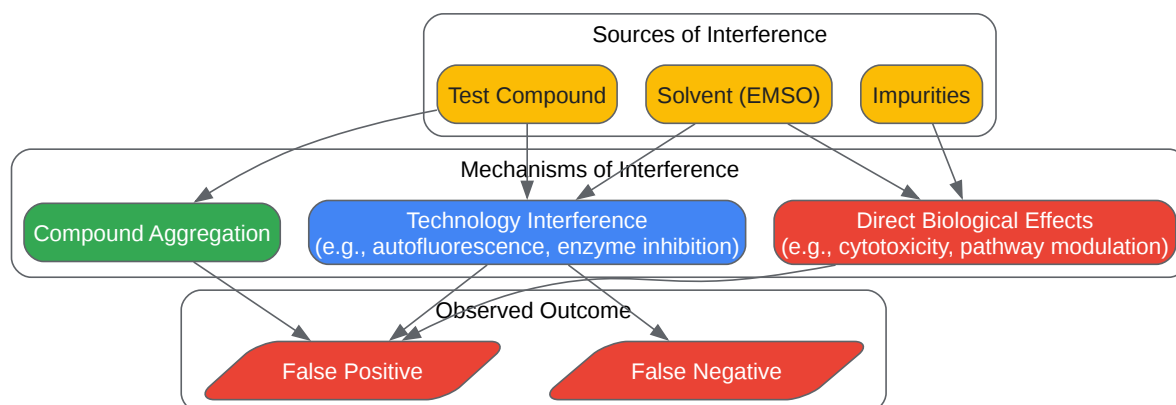 Sources of Interference
Test Compound
Solvent (EMSO)
Impurities
Mechanisms of Interference
Compound Aggregation
Technology Interference
(e.g., autofluorescence, enzyme inhibition)
Direct Biological Effects
(e.g., cytotoxicity, pathway modulation)
Observed Outcome
False Positive
False Negative